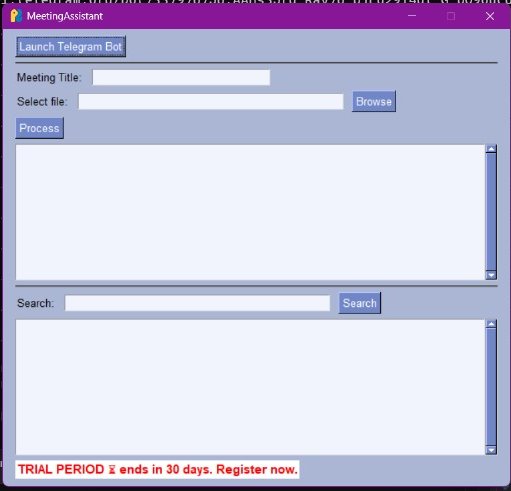 MeetingAssistant
Launch Telegram Bot
Meeting Title:
Select file: Browse
Process
Search: Search
TRIAL PERIOD ⌛ ends in 30 days. Register now.